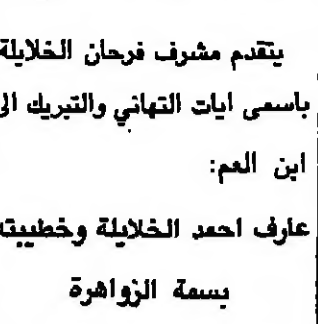 يتقدم مشرف فرحان الخلايلة
باسمى ايات التهاني والتبريك الى
ابن العم:
عارف احمد الخلايلة وخطيبته
بسمة الزواهرة